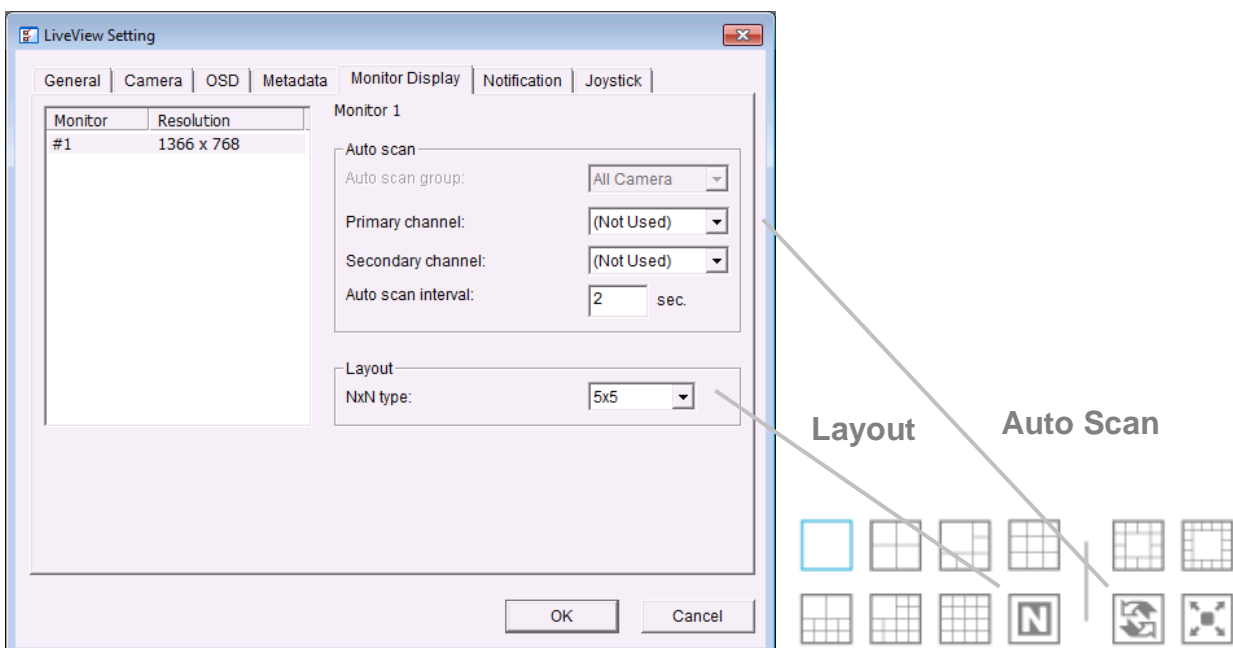 LiveView Setting
General Camera OSD Metadata Monitor Display Notification Joystick
Monitor Resolution
#1 1366 x 768
Monitor 1
Auto scan
Auto scan group: All Camera
Primary channel: (Not Used)
Secondary channel: (Not Used)
Auto scan interval: 2 sec.
Layout
NxN type: 5x5
OK Cancel
Layout
Auto Scan
N